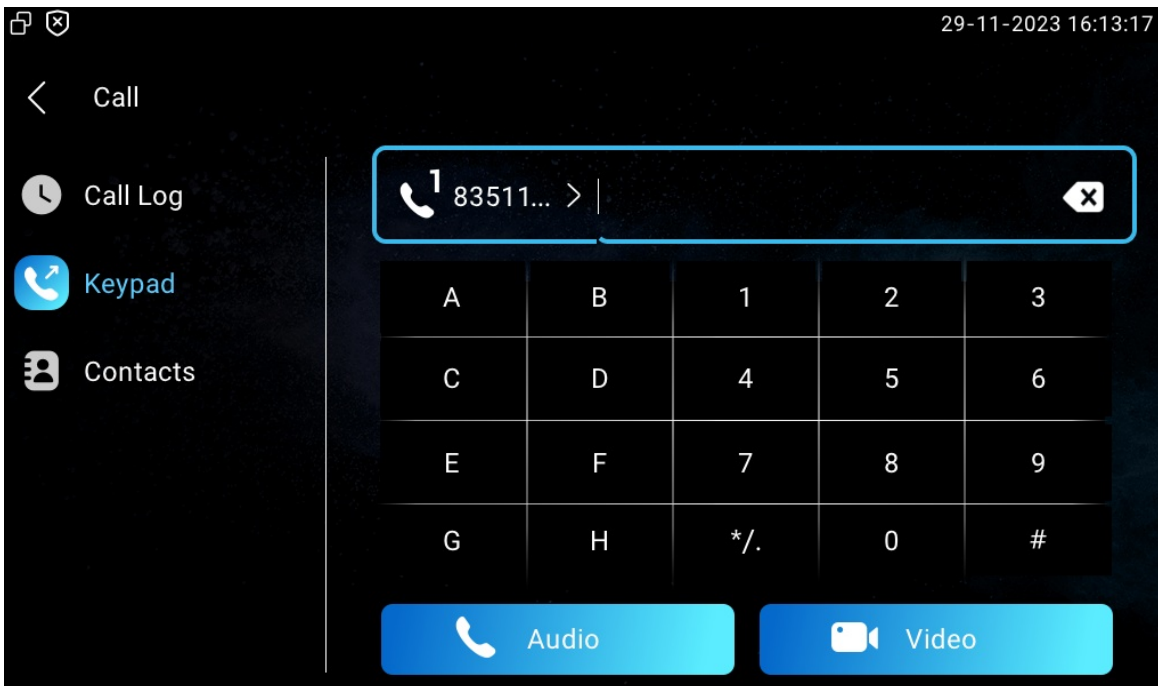 29-11-2023 16:13:17
Call
Call Log
Keypad
Contacts
1 83511... >
A B 1 2 3
C D 4 5 6
E F 7 8 9
G H */. 0 #
Audio Video